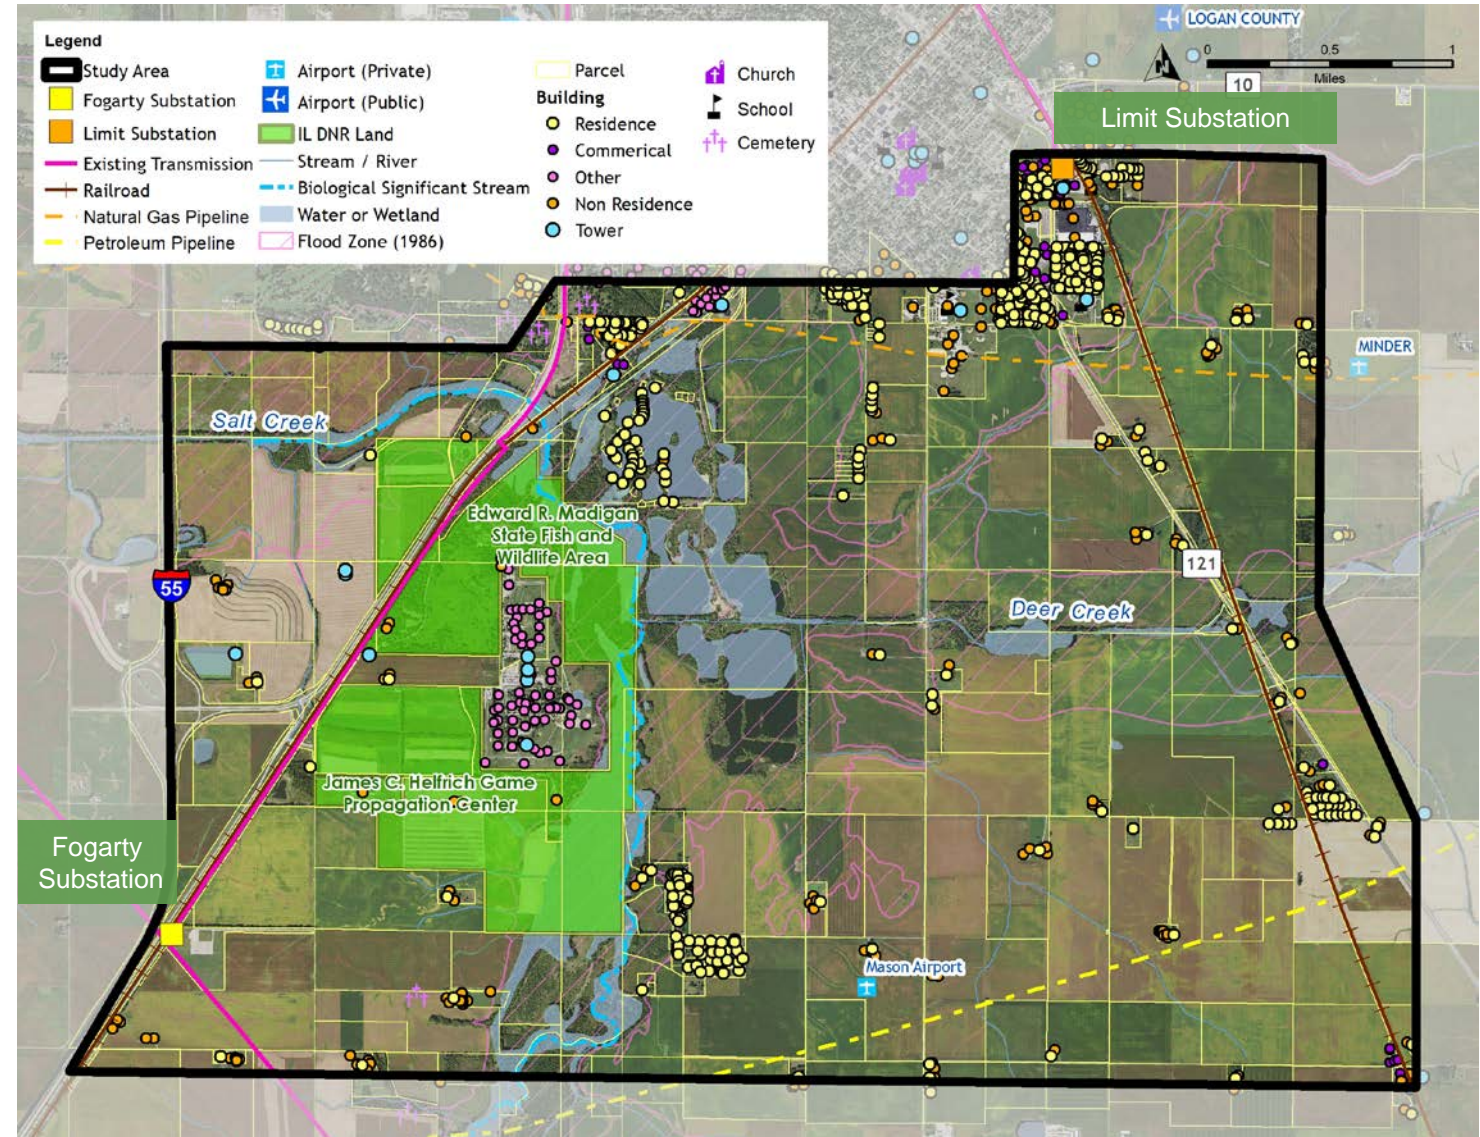 LOGAN COUNTY
Legend
Study Area
Fogarty Substation
Limit Substation
Existing Transmission
Railroad
Natural Gas Pipeline
Petroleum Pipeline
Airport (Private)
Airport (Public)
IL DNR Land
Stream / River
Biological Significant Stream
Water or Wetland
Flood Zone (1986)
Parcel
Building
Residence
Commerical
Other
Non Residence
Tower
Church
School
Cemetery
N
0 0.5 1
Miles
10
Limit Substation
MINDER
Salt Creek
Edward R. Madigan
State Fish and
Wildlife Area
55
121
Deer Creek
James C. Helfrich Game
Propagation Center
Fogarty
Substation
Mason Airport